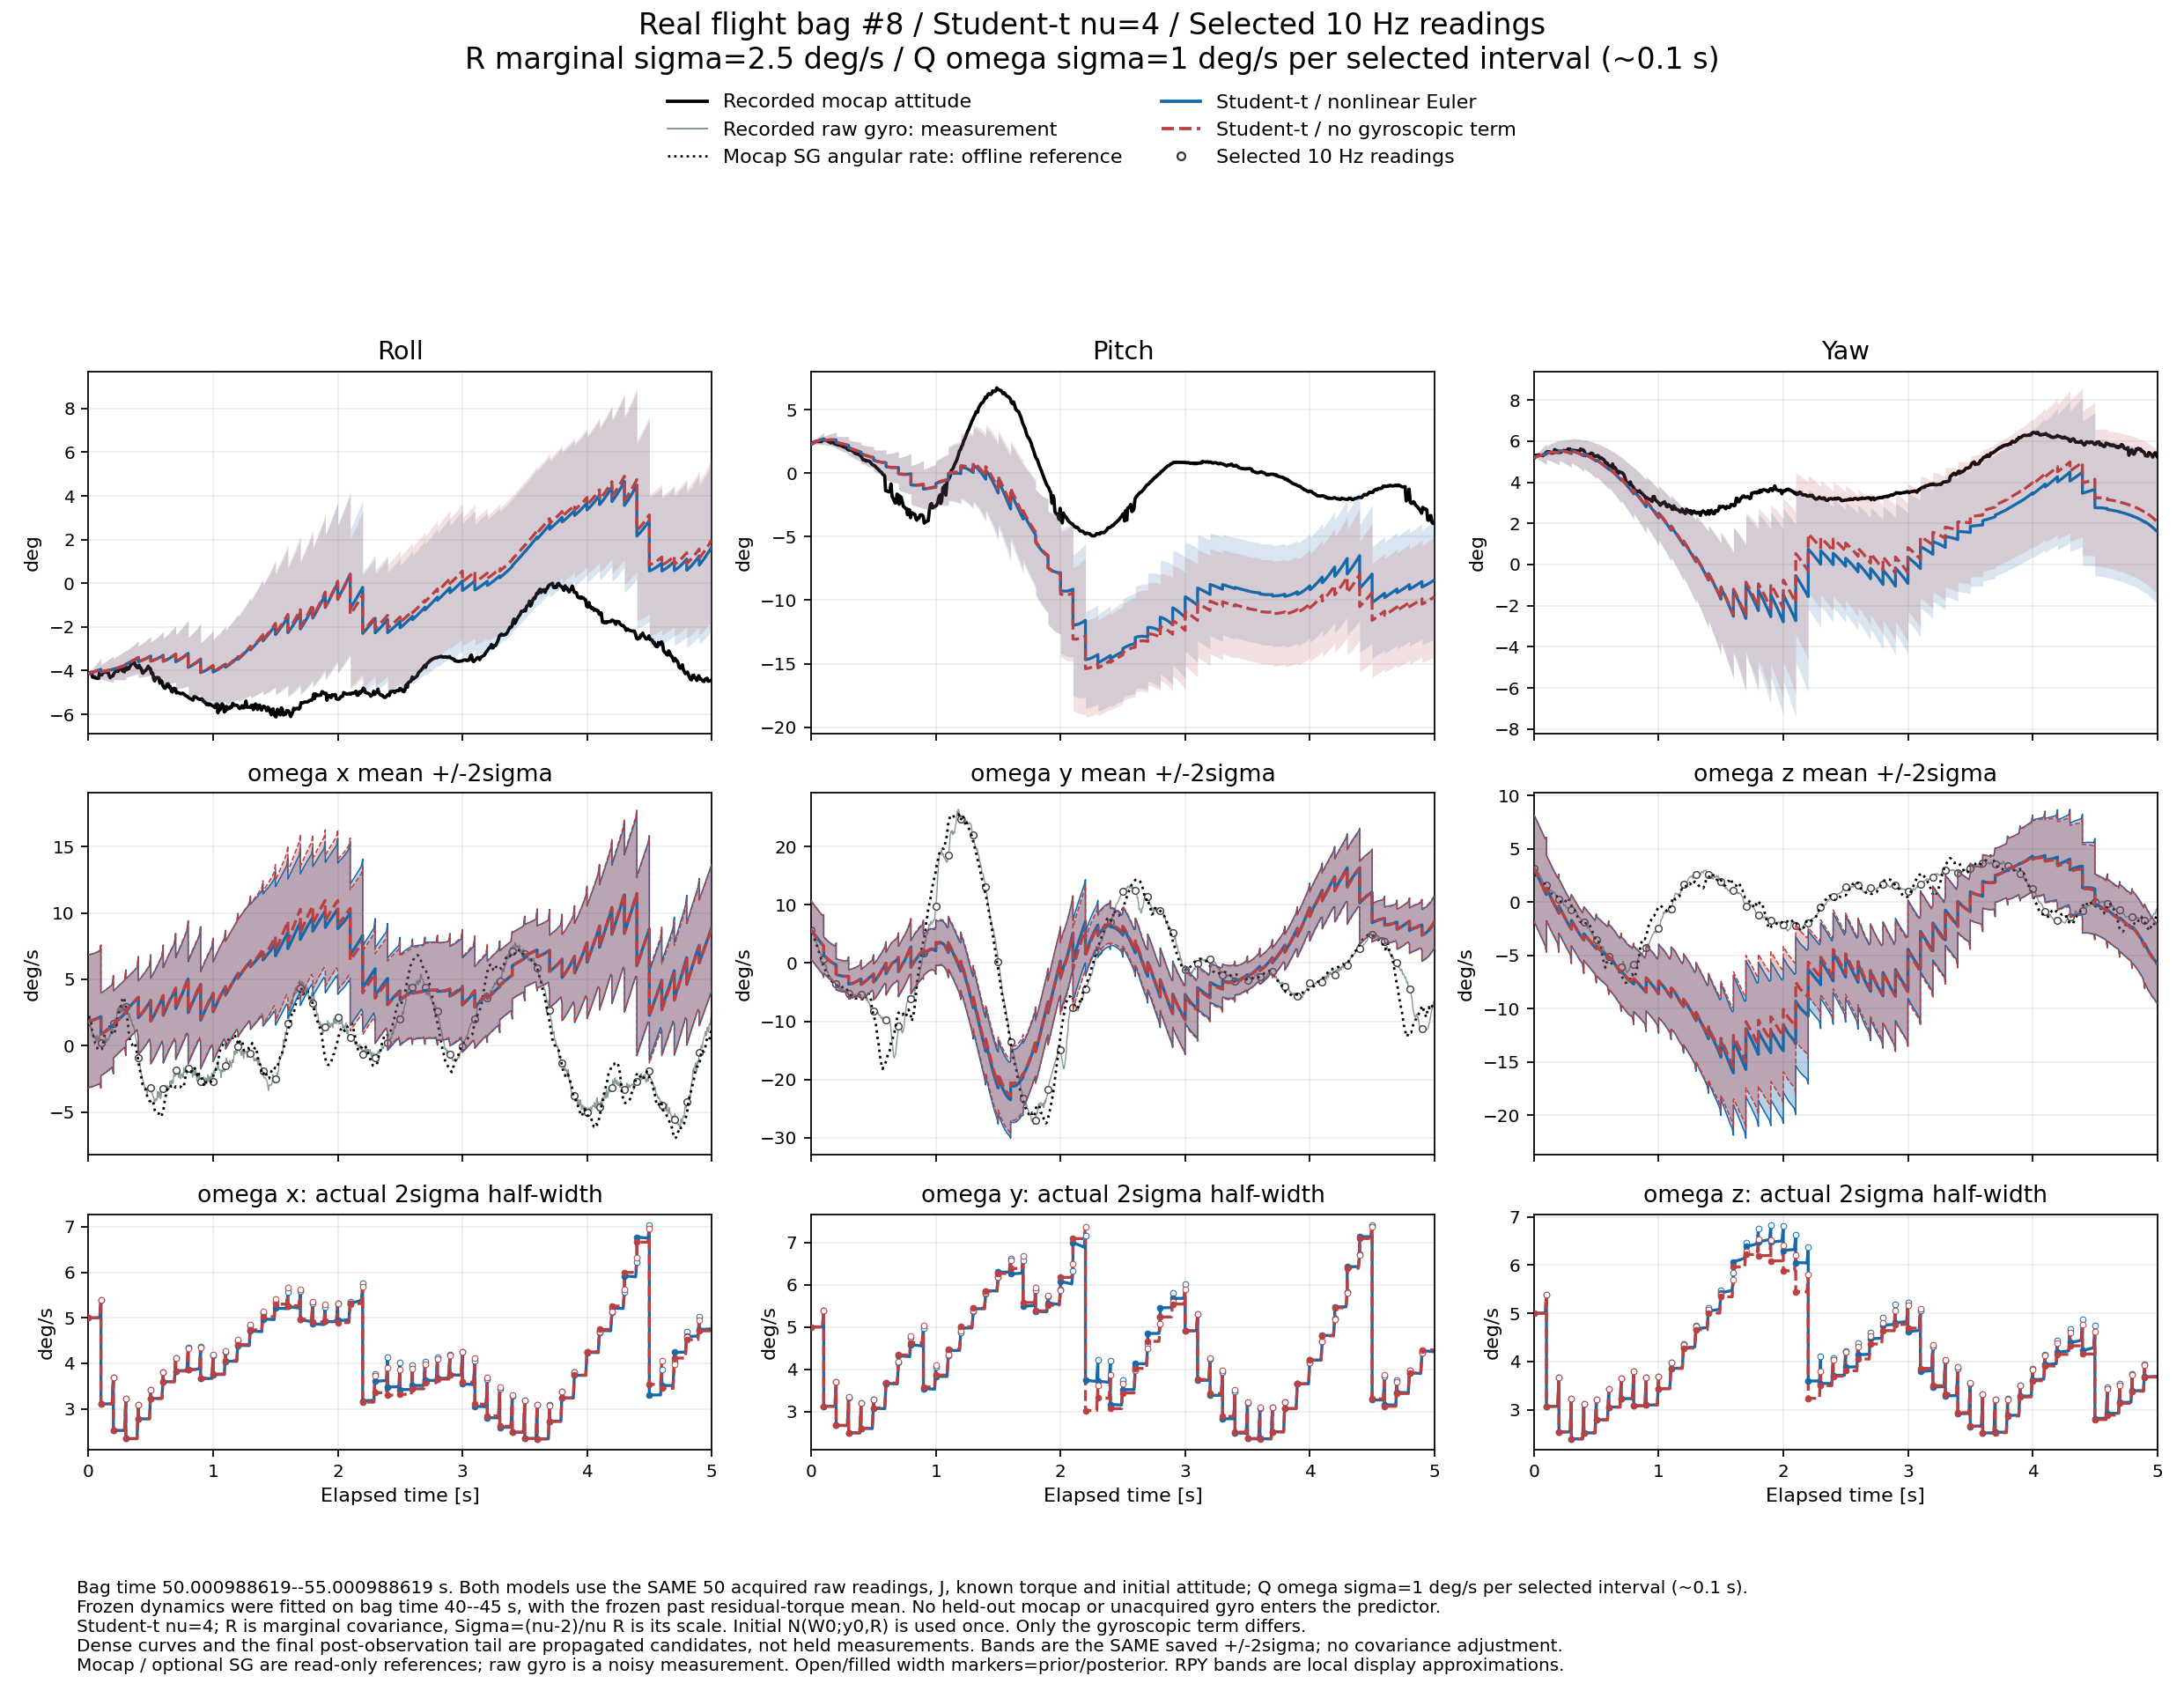 Real flight bag #8 / Student-t nu=4 / Selected 10 Hz readings
R marginal sigma=2.5 deg/s / Q omega sigma=1 deg/s per selected interval (~0.1 s)
Recorded mocap attitude
Recorded raw gyro: measurement
Mocap SG angular rate: offline reference
Student-t / nonlinear Euler
Student-t / no gyroscopic term
Selected 10 Hz readings
Roll
deg
8
6
4
2
0
−2
−4
−6
Pitch
deg
5
0
−5
−10
−15
−20
Yaw
deg
8
6
4
2
0
−2
−4
−6
−8
omega x mean +/-2sigma
deg/s
15
10
5
0
−5
omega y mean +/-2sigma
deg/s
20
10
0
−10
−20
−30
omega z mean +/-2sigma
deg/s
10
5
0
−5
−10
−15
−20
omega x: actual 2sigma half-width
deg/s
7
6
5
4
3
0 1 2 3 4 5
Elapsed time [s]
omega y: actual 2sigma half-width
deg/s
7
6
5
4
3
0 1 2 3 4 5
Elapsed time [s]
omega z: actual 2sigma half-width
deg/s
7
6
5
4
3
0 1 2 3 4 5
Elapsed time [s]
Bag time 50.000988619--55.000988619 s. Both models use the SAME 50 acquired raw readings, J, known torque and initial attitude; Q omega sigma=1 deg/s per selected interval (~0.1 s).
Frozen dynamics were fitted on bag time 40--45 s, with the frozen past residual-torque mean. No held-out mocap or unacquired gyro enters the predictor.
Student-t nu=4; R is marginal covariance, Sigma=(nu-2)/nu R is its scale. Initial N(W0;y0,R) is used once. Only the gyroscopic term differs.
Dense curves and the final post-observation tail are propagated candidates, not held measurements. Bands are the SAME saved +/-2sigma; no covariance adjustment.
Mocap / optional SG are read-only references; raw gyro is a noisy measurement. Open/filled width markers=prior/posterior. RPY bands are local display approximations.